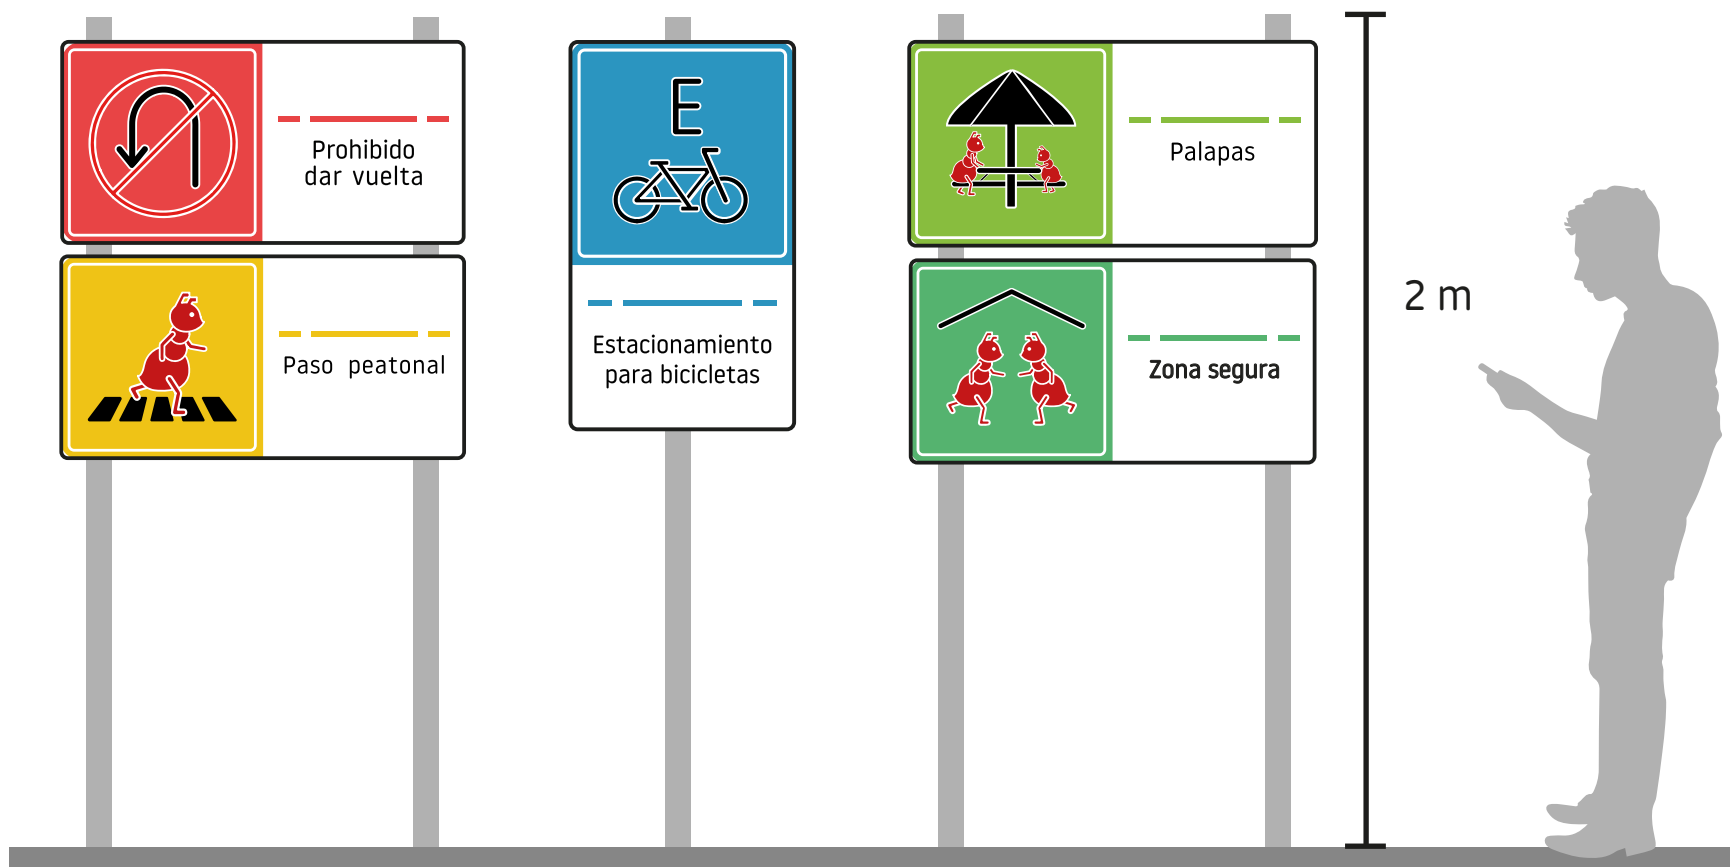 Prohibido
dar vuelta
Paso peatonal
E
Estacionamiento
para bicicletas
Palapas
Zona segura
2 m